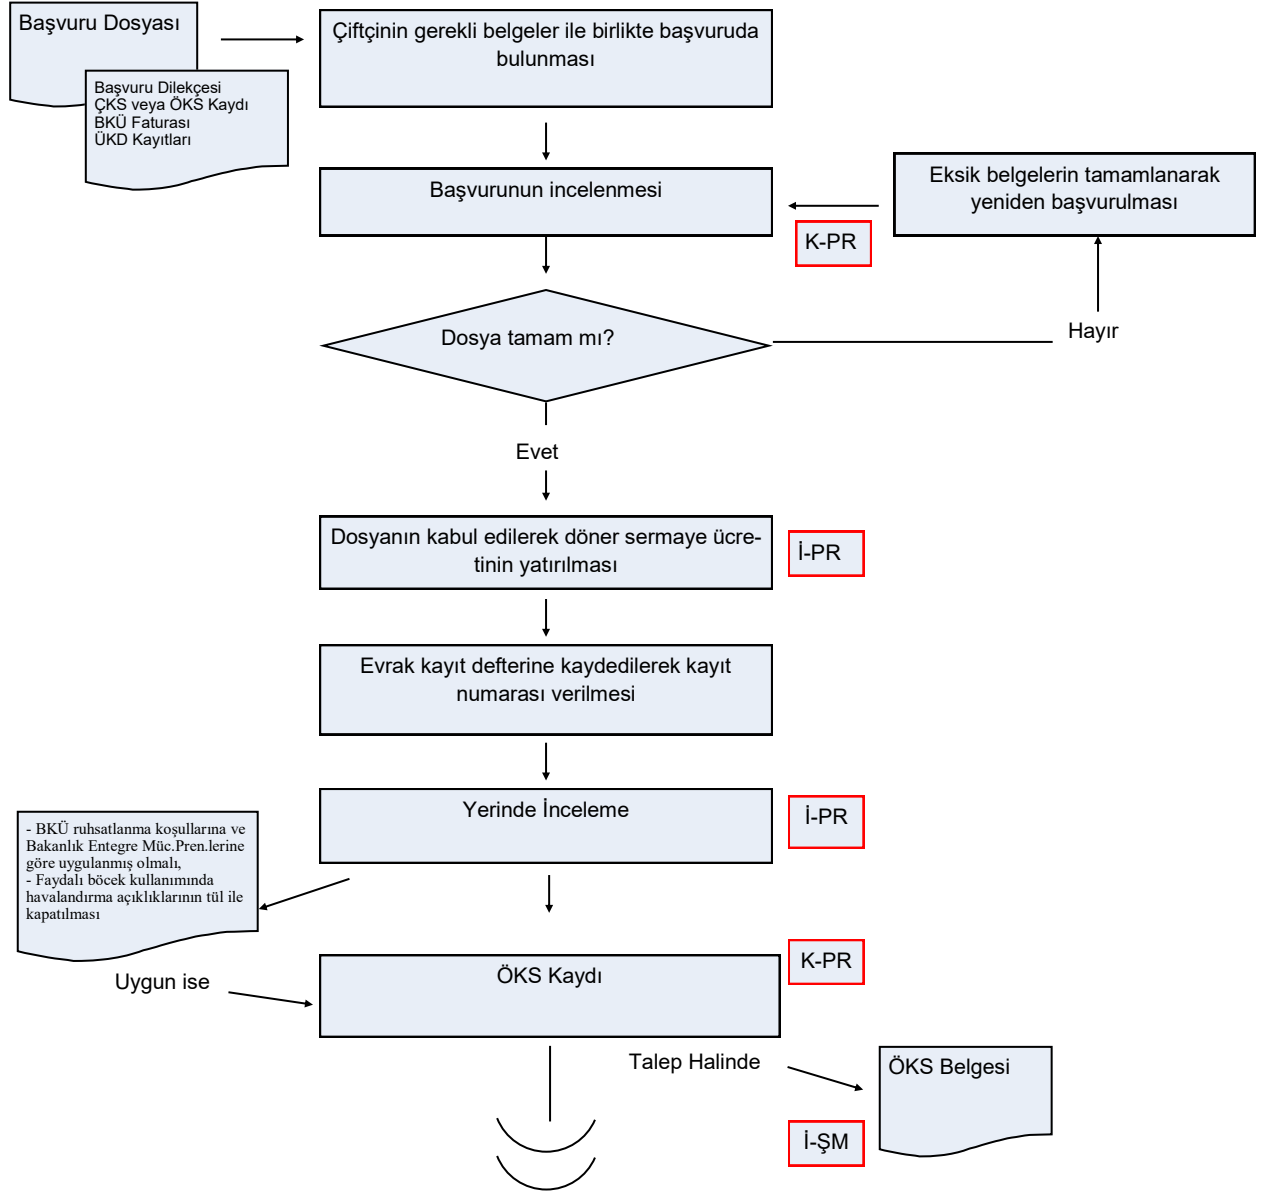 Başvuru Dosyası
Başvuru Dilekçesi
ÇKS veya ÖKS Kaydı
BKÜ Faturası
ÜKD Kayıtları
Çiftçinin gerekli belgeler ile birlikte başvuruda
bulunması
Başvurunun incelenmesi
Eksik belgelerin tamamlanarak
yeniden başvurulması
K-PR
Dosya tamam mı?
Hayır
Evet
Dosyanın kabul edilerek döner sermaye ücre-
tinin yatırılması
İ-PR
Evrak kayıt defterine kaydedilerek kayıt
numarası verilmesi
Yerinde İnceleme
İ-PR
- BKÜ ruhsatlanma koşullarına ve
Bakanlık Entegre Müc.Pren.lerine
göre uygulanmış olmalı,
- Faydalı böcek kullanımında
havalandırma açıklıklarının tül ile
kapatılması
Uygun ise
ÖKS Kaydı
K-PR
Talep Halinde
ÖKS Belgesi
İ-ŞM